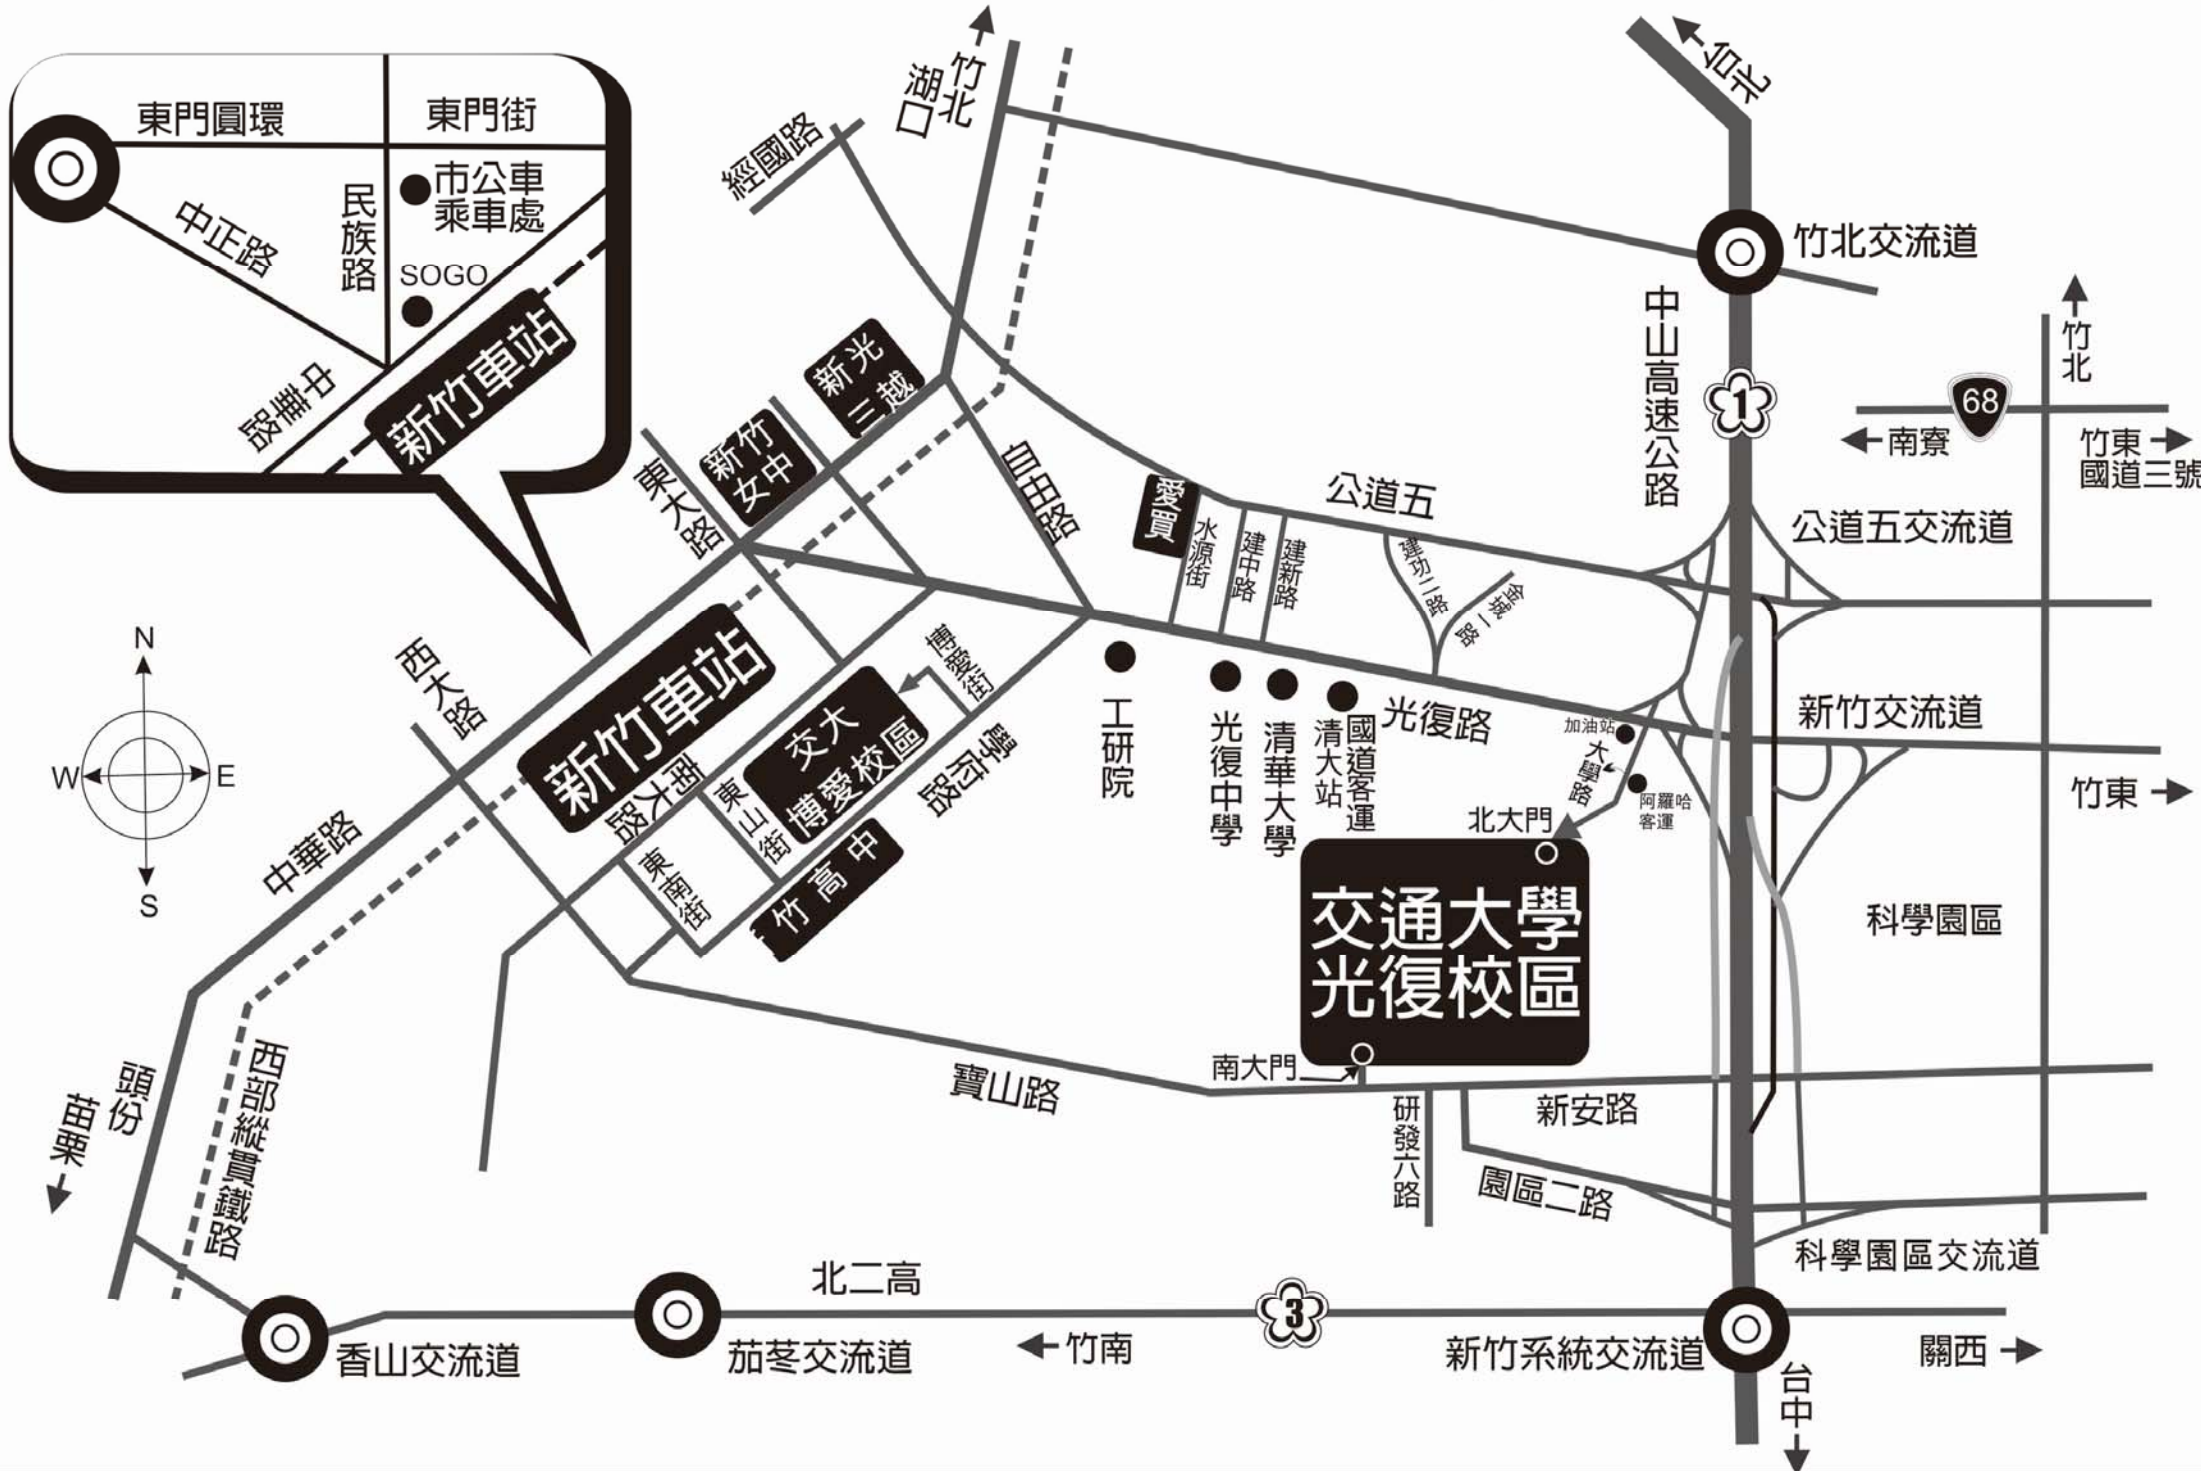 東門圓環
東門街
市公車
乘車處
民族路
中正路
SOGO
中華路
新竹車站
竹北
湖口
經國路
台北
竹北交流道
中山高速公路
1
竹北
68
南寮
竹東
國道三號
公道五交流道
新光
三越
新竹
女中
東大路
自由路
愛買
水源街
建中路
建新路
公道五
建功二路
金城一路
N
W
E
S
西大路
新竹車站
南大路
博愛街
交大
博愛校區
東山街
學府路
東南街
竹高中
工研院
光復中學
清華大學
國道客運
清大站
光復路
加油站
大學路
阿羅哈
客運
新竹交流道
竹東
北大門
交通大學
光復校區
南大門
科學園區
中華路
頭份
苗栗
西部縱貫鐵路
寶山路
研發六路
新安路
園區二路
科學園區交流道
北二高
3
香山交流道
茄苳交流道
竹南
新竹系統交流道
關西
台中